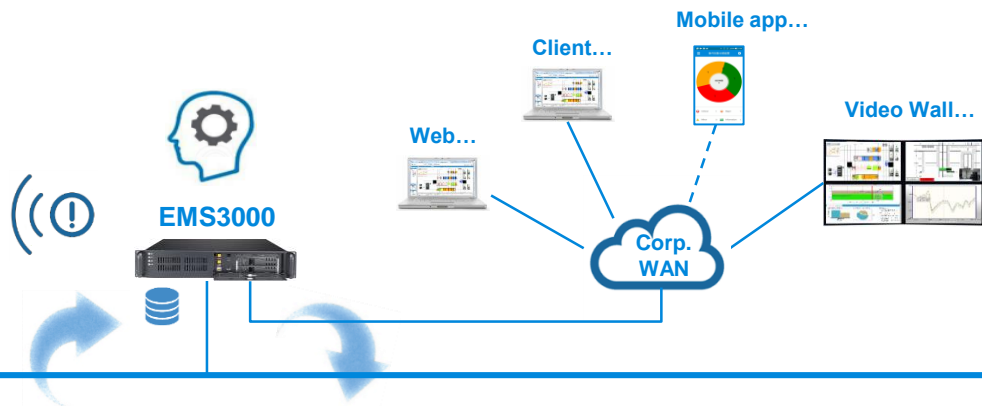 Mobile app…
Client…
Video Wall…
Web…
EMS3000
Corp.
WAN